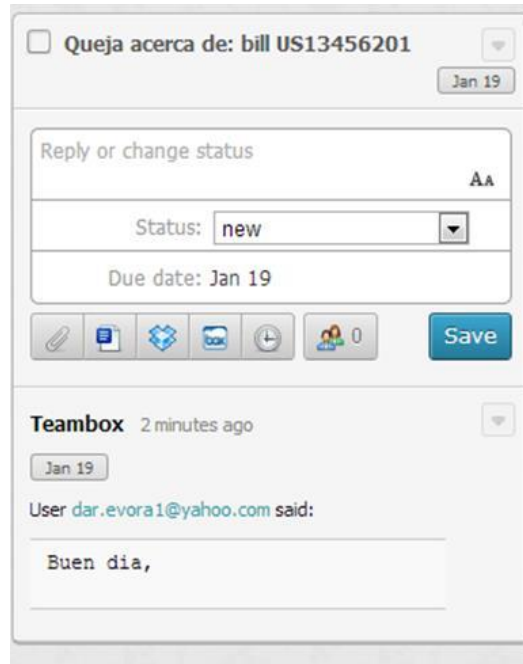 Queja acerca de: bill US13456201
Jan 19
Reply or change status
AA
Status: new
Due date: Jan 19
box 0 Save
Teambox 2 minutes ago
Jan 19
User dar.evora1@yahoo.com said:
Buen dia,